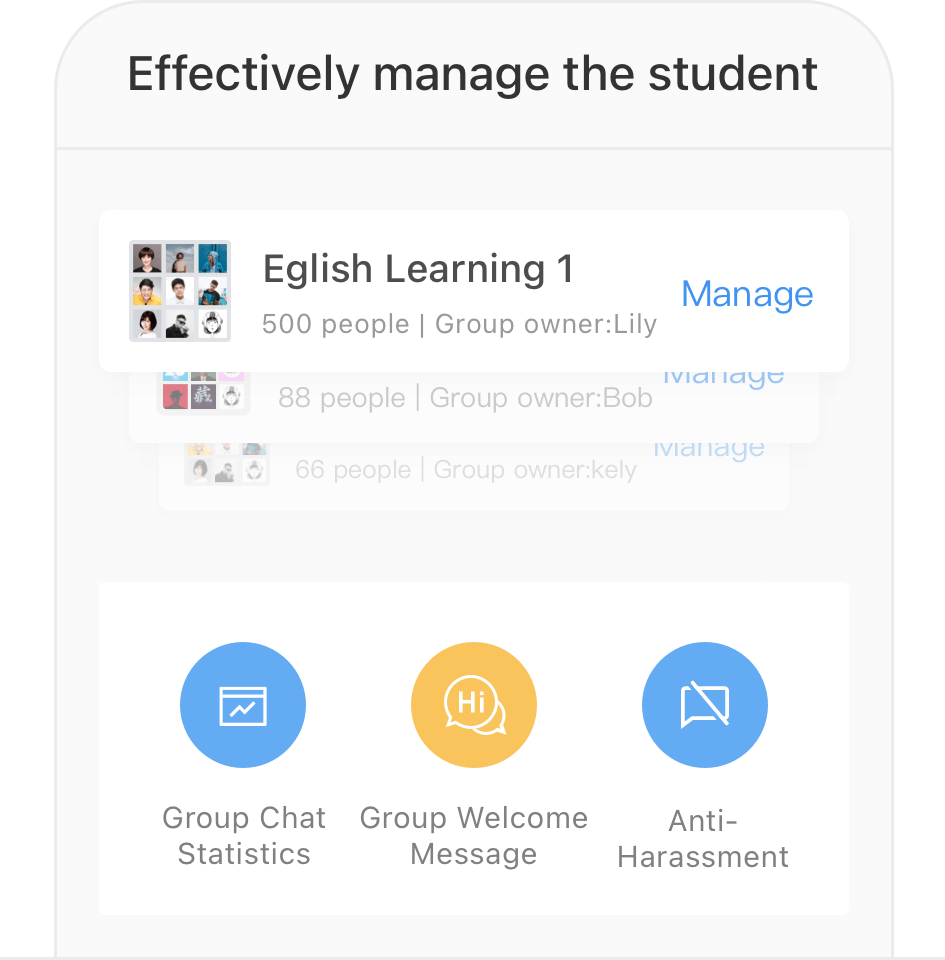 Effectively manage the student
Eglish Learning 1
Manage
500 people | Group owner:Lily
Manage
88 people | Group owner:Bob
Manage
66 people | Group owner:kely
Hi
Group Chat
Statistics
Group Welcome
Message
Anti-
Harassment